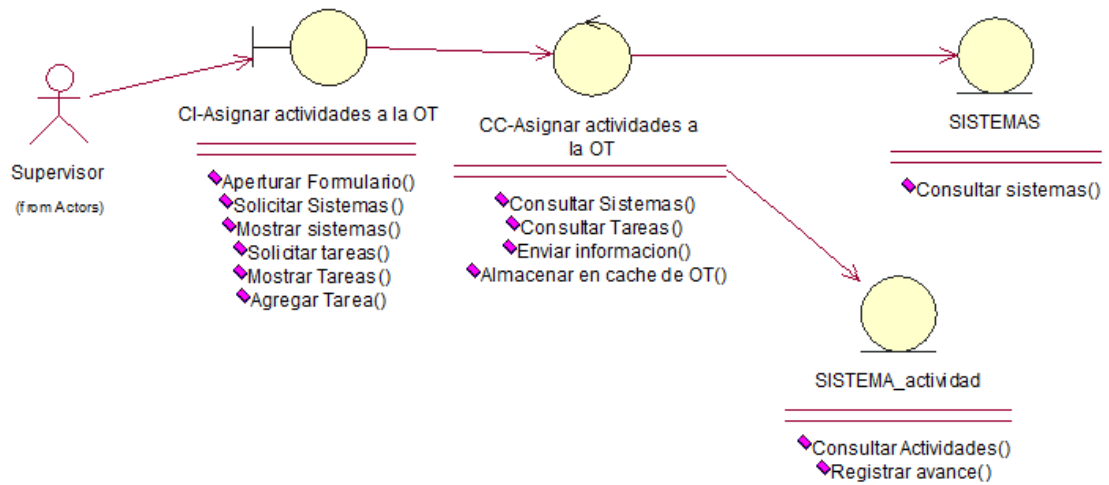 Supervisor
(from Actors)
CI-Asignar actividades a la OT
Aperturar Formulario()
Solicitar Sistemas()
Mostrar sistemas()
Solicitar tareas()
Mostrar Tareas()
Agregar Tarea()
CC-Asignar actividades a
la OT
Consultar Sistemas()
Consultar Tareas()
Enviar informacion()
Almacenar en cache de OT()
SISTEMAS
Consultar sistemas()
SISTEMA_actividad
Consultar Actividades()
Registrar avance()